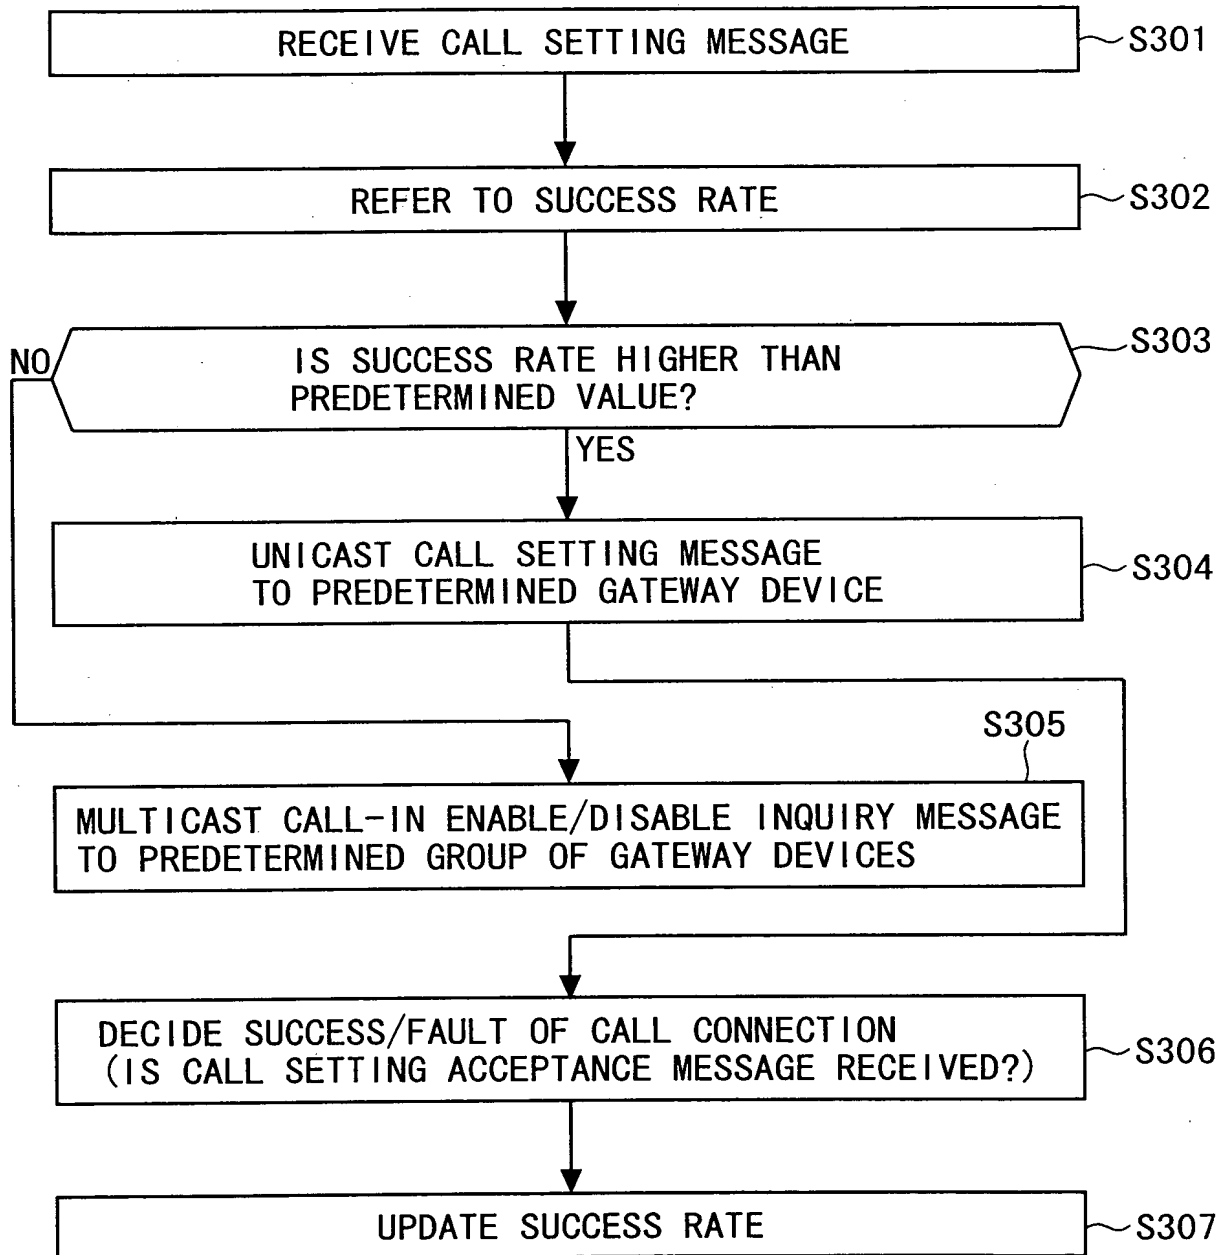 RECEIVE CALL SETTING MESSAGE
S301
REFER TO SUCCESS RATE
S302
IS SUCCESS RATE HIGHER THAN
PREDETERMINED VALUE?
S303
NO
YES
UNICAST CALL SETTING MESSAGE
TO PREDETERMINED GATEWAY DEVICE
S304
S305
MULTICAST CALL-IN ENABLE/DISABLE INQUIRY MESSAGE
TO PREDETERMINED GROUP OF GATEWAY DEVICES
DECIDE SUCCESS/FAULT OF CALL CONNECTION
(IS CALL SETTING ACCEPTANCE MESSAGE RECEIVED?)
S306
UPDATE SUCCESS RATE
S307